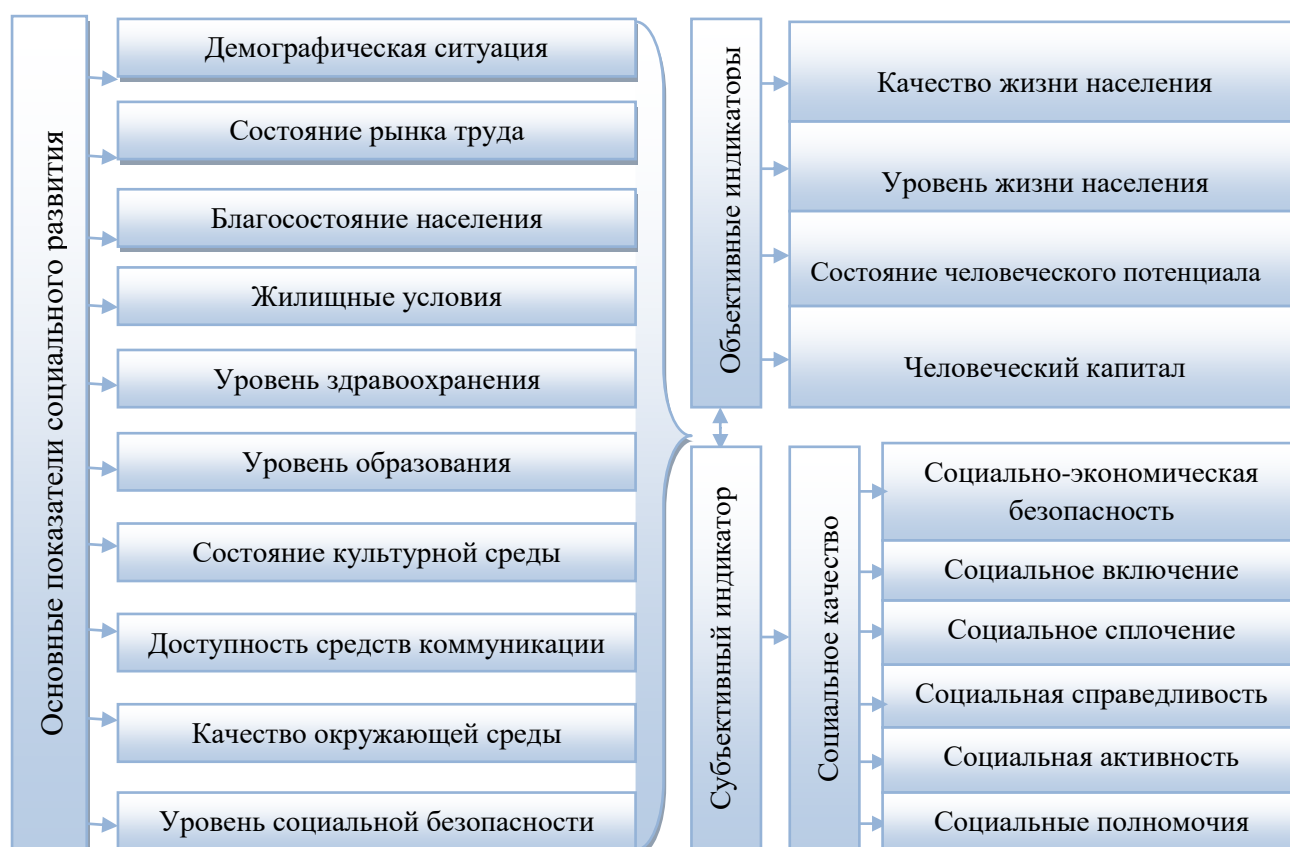 Основные показатели социального развития
Демографическая ситуация
Состояние рынка труда
Благосостояние населения
Жилищные условия
Уровень здравоохранения
Уровень образования
Состояние культурной среды
Доступность средств коммуникации
Качество окружающей среды
Уровень социальной безопасности
Объективные индикаторы
Качество жизни населения
Уровень жизни населения
Состояние человеческого потенциала
Человеческий капитал
Субъективный индикатор
Социальное качество
Социально-экономическая
безопасность
Социальное включение
Социальное сплочение
Социальная справедливость
Социальная активность
Социальные полномочия